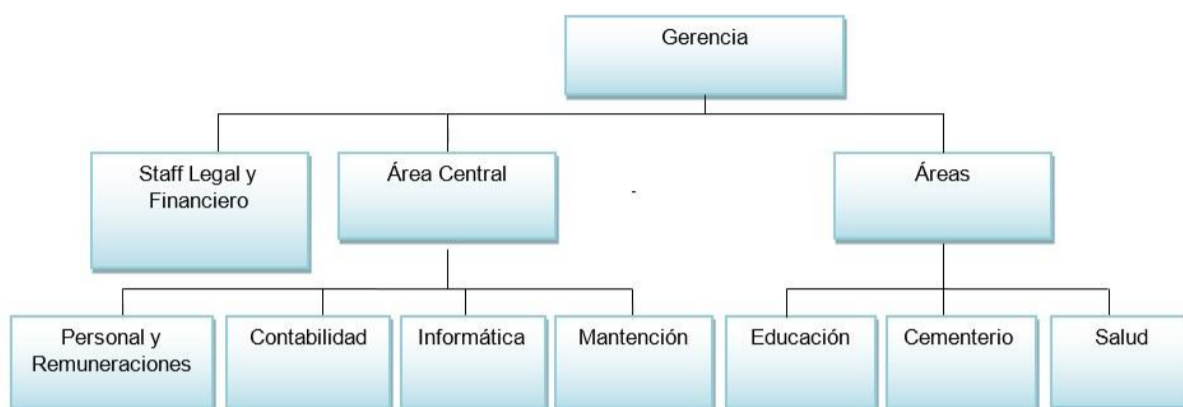 Gerencia
Staff Legal y
Financiero
Área Central
-
Áreas
Personal y
Remuneraciones
Contabilidad
Informática
Mantención
Educación
Cementerio
Salud